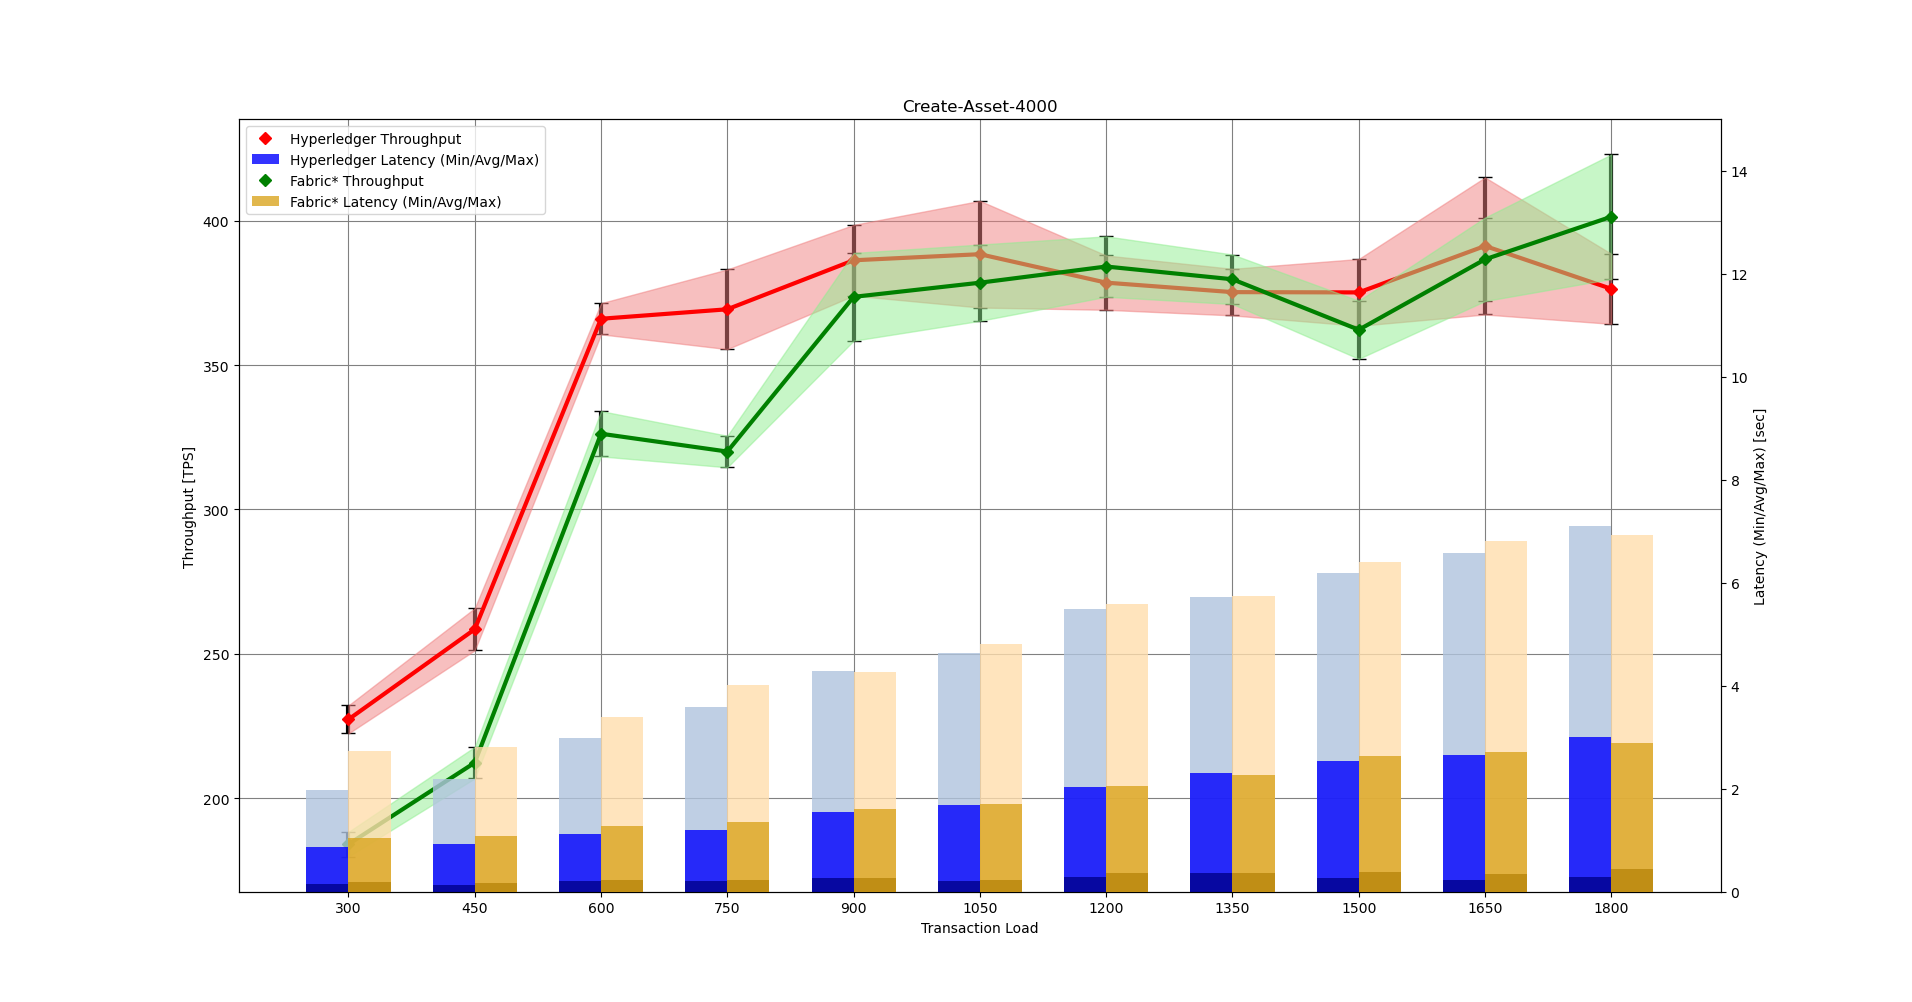 Create-Asset-4000
Hyperledger Throughput
Hyperledger Latency (Min/Avg/Max)
Fabric* Throughput
Fabric* Latency (Min/Avg/Max)
Throughput [TPS]
400
350
300
250
200
14
12
10
8
6
4
2
0
Latency (Min/Avg/Max) [sec]
300 450 600 750 900 1050 1200 1350 1500 1650 1800
Transaction Load